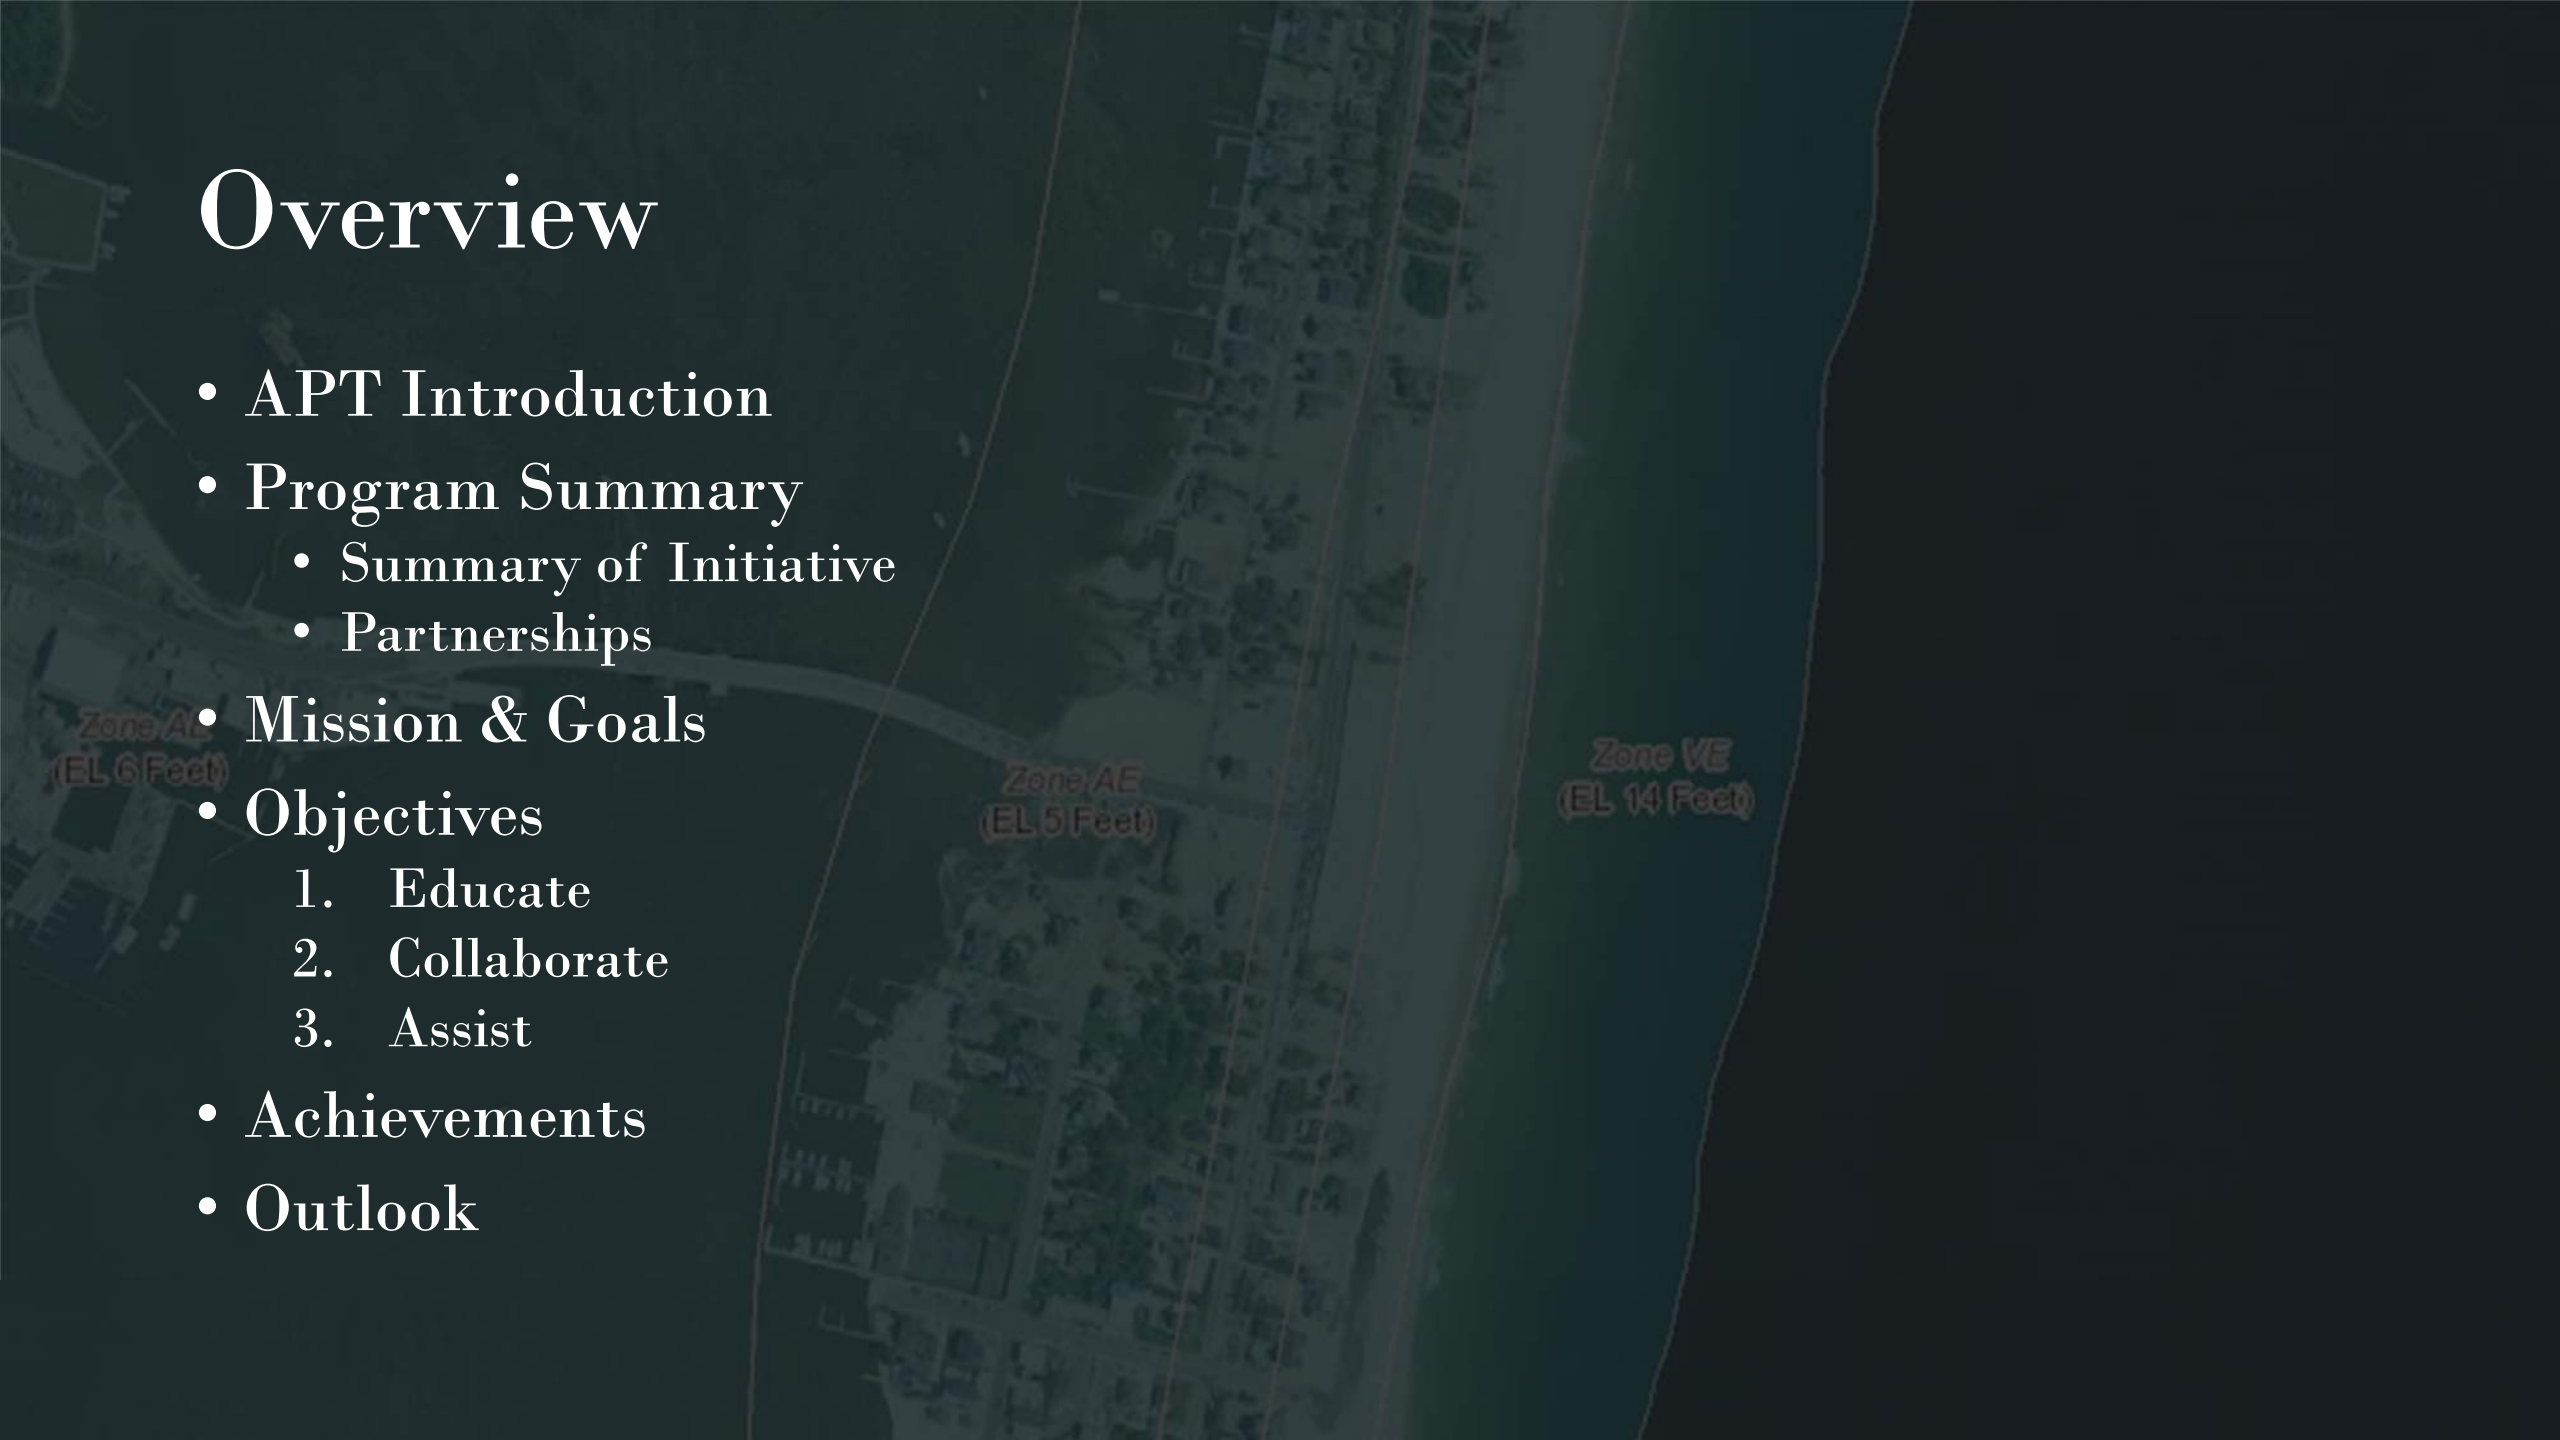 Overview
• APT Introduction
• Program Summary
• Summary of Initiative
• Partnerships
• Mission & Goals
• Objectives
1. Educate
2. Collaborate
3. Assist
• Achievements
• Outlook
Zone AE
(EL 6 Feet)
Zone AE
(EL 5 Feet)
Zone VE
(EL 14 Feet)